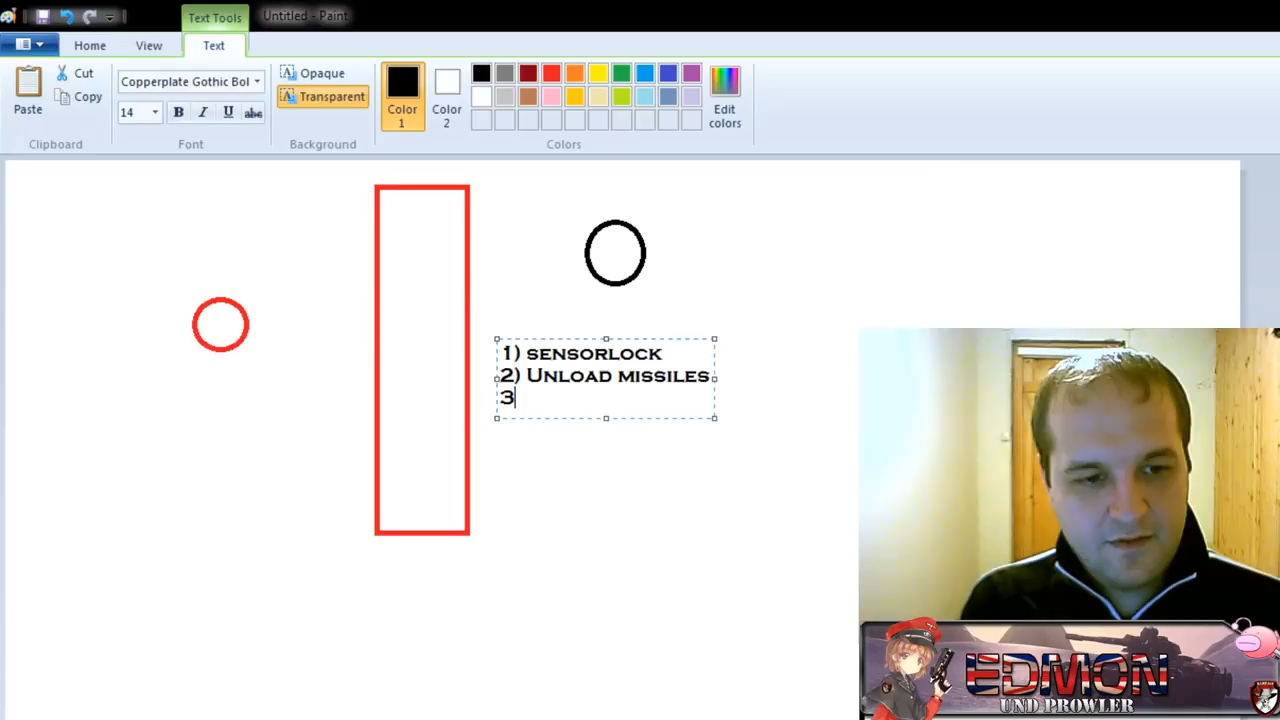 Text Tools
Untitled - Paint
Home
View
Text
Paste
Cut
Copy
Clipboard
Copperplate Gothic Bol
14
B I U abc
Font
Opaque
Transparent
Background
Color 1
Color 2
Edit colors
Colors
1) SENSORLOCK
2) UNLOAD MISSILES
3
EDMON
UND PROWLER